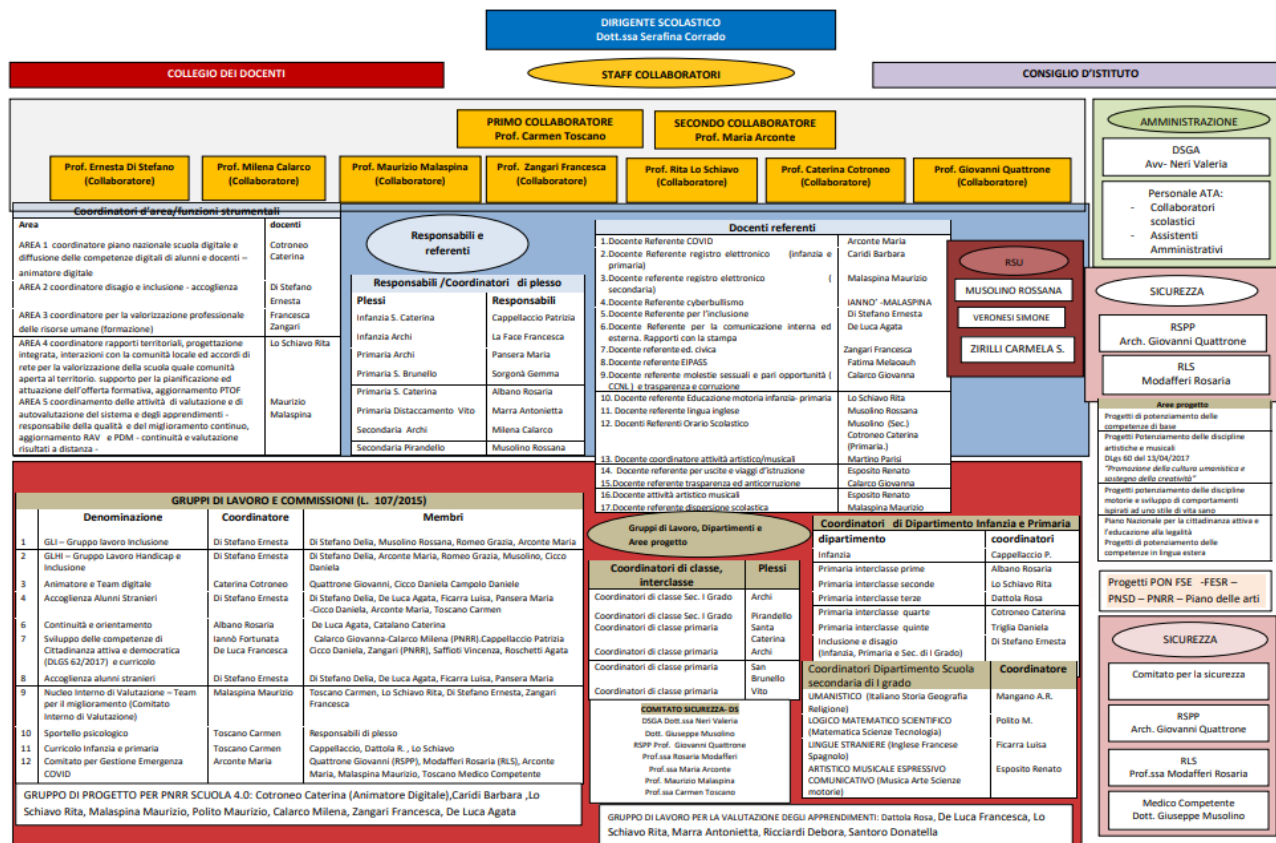 DIRIGENTE SCOLASTICO
Dott.ssa Serafina Corrado
COLLEGIO DEI DOCENTI
STAFF COLLABORATORI
CONSIGLIO D'ISTITUTO
PRIMO COLLABORATORE
Prof. Carmen Toscano
SECONDO COLLABORATORE
Prof. Maria Arconte
Prof. Ernesta Di Stefano
(Collaboratore)
Prof. Milena Calarco
(Collaboratore)
Prof. Maurizio Malaspina
(Collaboratore)
Prof. Zangari Francesca
(Collaboratore)
Prof. Rita Lo Schiavo
(Collaboratore)
Prof. Caterina Cotroneo
(Collaboratore)
Prof. Giovanni Quattrone
(Collaboratore)
AMMINISTRAZIONE
DSGA
Avv- Neri Valeria
Personale ATA:
- Collaboratori
scolastici
- Assistenti
Amministrativi
Coordinatori d'area/funzioni strumentali
Area docenti
AREA 1 coordinatore piano nazionale scuola digitale e Cotroneo
diffusione delle competenze digitali di alunni e docenti – Caterina
animatore digitale
AREA 2 coordinatore disagio e inclusione - accoglienza Di Stefano
Ernesta
AREA 3 coordinatore per la valorizzazione professionale Francesca
delle risorse umane (formazione) Zangari
AREA 4 coordinatore rapporti territoriali, progettazione Lo Schiavo Rita
integrata, interazioni con la comunità locale ed accordi di
rete per la valorizzazione della scuola quale comunità
aperta al territorio. supporto per la pianificazione ed
attuazione dell'offerta formativa, aggiornamento PTOF
AREA 5 coordinamento delle attività di valutazione e di Maurizio
autovalutazione del sistema e degli apprendimenti - Malaspina
responsabile della qualità e del miglioramento continuo,
aggiornamento RAV e PDM - continuità e valutazione
risultati a distanza -
Responsabili e
referenti
Responsabili /Coordinatori di plesso
Plessi Responsabili
Infanzia S. Caterina Cappellaccio Patrizia
Infanzia Archi La Face Francesca
Primaria Archi Pansera Maria
Primaria S. Brunello Sorgonà Gemma
Primaria S. Caterina Albano Rosaria
Primaria Distaccamento Vito Marra Antonietta
Secondaria Archi Milena Calarco
Secondaria Pirandello Musolino Rossana
Docenti referenti
1.Docente Referente COVID Arconte Maria
2.Docente Referente registro elettronico (infanzia e Caridi Barbara
primaria)
3.Docente referente registro elettronico ( Malaspina Maurizio
secondaria)
4.Docente Referente cyberbullismo IANNO' -MALASPINA
5.Docente Referente per l'inclusione Di Stefano Ernesta
6.Docente Referente per la comunicazione interna ed De Luca Agata
esterna. Rapporti con la stampa
7.Docente referente ed. civica Zangari Francesca
8.Docente referente EIPASS Fatima Melaoauh
9.Docente referente molestie sessuali e pari opportunità ( Calarco Giovanna
CCNL ) e trasparenza e corruzione
10. Docente referente Educazione motoria infanzia- primaria Lo Schiavo Rita
11. Docente referente lingua inglese Musolino Rossana
12. Docenti Referenti Orario Scolastico Musolino (Sec.)
Cotroneo Caterina
(Primaria.)
13. Docente coordinatore attività artistico/musicali Martino Parisi
14. Docente referente per uscite e viaggi d'istruzione Esposito Renato
15.Docente referente trasparenza ed anticorruzione Calarco Giovanna
16.Docente attività artistico musicali Esposito Renato
17.Docente referente dispersione scolastica Malaspina Maurizio
RSU
MUSOLINO ROSSANA
VERONESI SIMONE
ZIRILLI CARMELA S.
SICUREZZA
RSPP
Arch. Giovanni Quattrone
RLS
Modafferi Rosaria
Aree progetto
Progetti di potenziamento delle
competenze di base
Progetti Potenziamento delle discipline
artistiche e musicali
DLgs 60 del 13/04/2017
"Promozione della cultura umanistica e
sostegno della creatività"
Progetti potenziamento delle discipline
motorie e sviluppo di comportamenti
ispirati ad uno stile di vita sano
Piano Nazionale per la cittadinanza attiva e
l'educazione alla legalità
Progetti di potenziamento delle
competenze in lingua estera
Progetti PON FSE -FESR –
PNSD – PNRR – Piano delle arti
SICUREZZA
Comitato per la sicurezza
RSPP
Arch. Giovanni Quattrone
RLS
Prof.ssa Modafferi Rosaria
Medico Competente
Dott. Giuseppe Musolino
GRUPPI DI LAVORO E COMMISSIONI (L. 107/2015)
Denominazione Coordinatore Membri
1 GLI – Gruppo lavoro Inclusione Di Stefano Ernesta Di Stefano Delia, Musolino Rossana, Romeo Grazia, Arconte Maria
2 GLHI – Gruppo Lavoro Handicap e Di Stefano Ernesta Di Stefano Delia, Arconte Maria, Romeo Grazia, Musolino, Cicco
Inclusione Daniela
3 Animatore e Team digitale Caterina Cotroneo Quattrone Giovanni, Cicco Daniela Campolo Daniele
4 Accoglienza Alunni Stranieri Di Stefano Ernesta Di Stefano Delia, De Luca Agata, Ficarra Luisa, Pansera Maria
-Cicco Daniela, Arconte Maria, Toscano Carmen
6 Continuità e orientamento Albano Rosaria De Luca Agata, Catalano Caterina
7 Sviluppo delle competenze di Iannò Fortunata Calarco Giovanna-Calarco Milena (PNRR).Cappellaccio Patrizia
Cittadinanza attiva e democratica De Luca Francesca Cicco Daniela, Zangari (PNRR), Saffioti Vincenza, Roschetti Agata
(DLGS 62/2017) e curricolo
8 Accoglienza alunni stranieri Di Stefano Ernesta Di Stefano Delia, De Luca Agata, Ficarra Luisa, Pansera Maria
9 Nucleo Interno di Valutazione – Team Malaspina Maurizio Toscano Carmen, Lo Schiavo Rita, Di Stefano Ernesta, Zangari
per il miglioramento (Comitato Francesca
Interno di Valutazione)
10 Sportello psicologico Toscano Carmen Responsabili di plesso
11 Curricolo Infanzia e primaria Toscano Carmen Cappellaccio, Dattola R. , Lo Schiavo
12 Comitato per Gestione Emergenza Arconte Maria Quattrone Giovanni (RSPP), Modafferi Rosaria (RLS), Arconte
COVID Maria, Malaspina Maurizio, Toscano Medico Competente
GRUPPO DI PROGETTO PER PNRR SCUOLA 4.0: Cotroneo Caterina (Animatore Digitale),Caridi Barbara ,Lo
Schiavo Rita, Malaspina Maurizio, Polito Maurizio, Calarco Milena, Zangari Francesca, De Luca Agata
Gruppi di Lavoro, Dipartimenti e
Aree progetto
Coordinatori di classe, Plessi
interclasse
Coordinatori di classe Sec. I Grado Archi
Coordinatori di classe Sec. I Grado Pirandello
Coordinatori di classe primaria Santa
Caterina
Coordinatori di classe primaria Archi
Coordinatori di classe primaria San
Brunello
Coordinatori di classe primaria Vito
COMITATO SICUREZZA- DS
DSGA Dott.ssa Neri Valeria
Dott. Giuseppe Musolino
RSPP Prof. Giovanni Quattrone
Prof.ssa Rosaria Modafferi
Prof.ssa Maria Arconte
Prof. Maurizio Malaspina
Prof.ssa Carmen Toscano
Coordinatori di Dipartimento Infanzia e Primaria
dipartimento coordinatori
Infanzia Cappellaccio P.
Primaria interclasse prime Albano Rosaria
Primaria interclasse seconde Lo Schiavo Rita
Primaria interclasse terze Dattola Rosa
Primaria interclasse quarte Cotroneo Caterina
Primaria interclasse quinte Triglia Daniela
Inclusione e disagio Di Stefano Ernesta
(Infanzia, Primaria e Sec. di I Grado)
Coordinatori Dipartimento Scuola Coordinatore
secondaria di I grado
UMANISTICO (Italiano Storia Geografia Mangano A.R.
Religione)
LOGICO MATEMATICO SCIENTIFICO Polito M.
(Matematica Scienze Tecnologia)
LINGUE STRANIERE (Inglese Francese Ficarra Luisa
Spagnolo)
ARTISTICO MUSICALE ESPRESSIVO Esposito Renato
COMUNICATIVO (Musica Arte Scienze
motorie)
GRUPPO DI LAVORO PER LA VALUTAZIONE DEGLI APPRENDIMENTI: Dattola Rosa, De Luca Francesca, Lo
Schiavo Rita, Marra Antonietta, Ricciardi Debora, Santoro Donatella